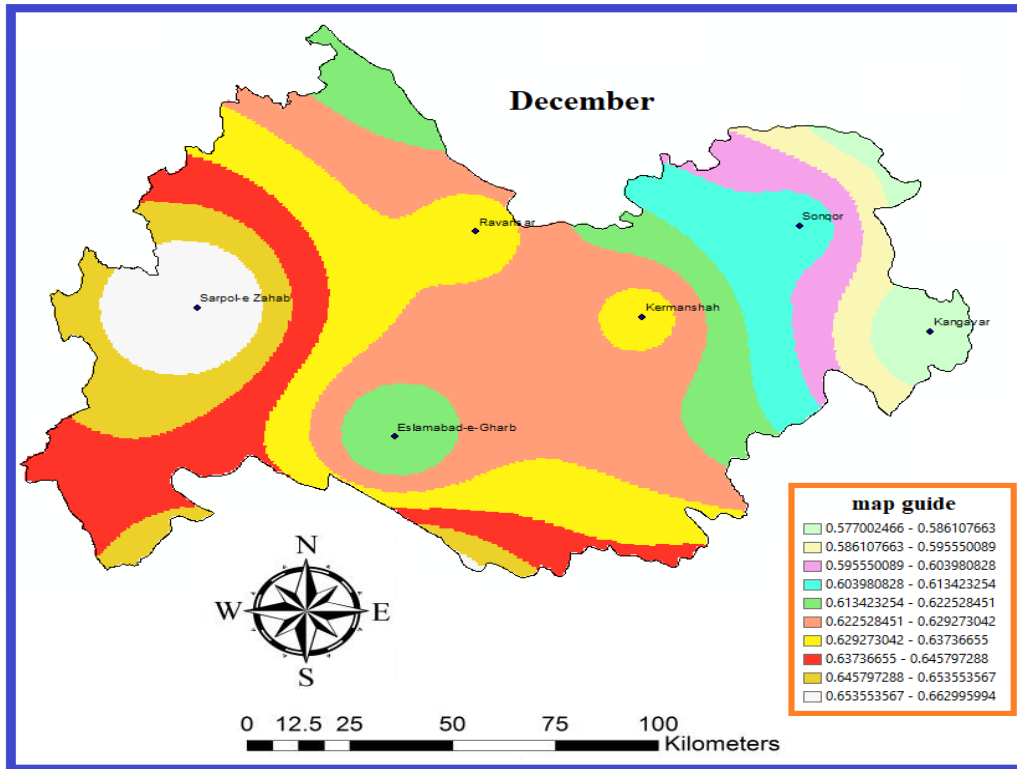 December
Ravansar
Sonqor
Sarpol-e Zahab
Kermanshah
Kangavar
Eslamabad-e-Gharb
map guide
0.577002466 - 0.586107663
0.586107663 - 0.595550089
0.595550089 - 0.603980828
0.603980828 - 0.613423254
0.613423254 - 0.622528451
0.622528451 - 0.629273042
0.629273042 - 0.63736655
0.63736655 - 0.645797288
0.645797288 - 0.653553567
0.653553567 - 0.662995994
N
W E
S
0 12.5 25 50 75 100
Kilometers